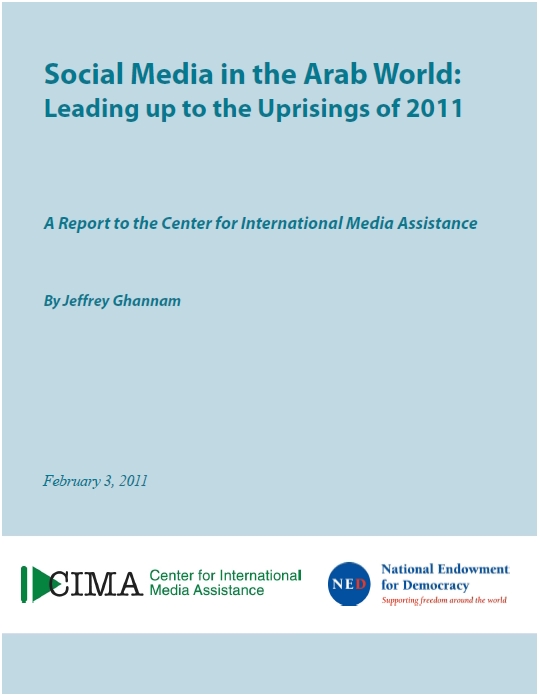 Social Media in the Arab World:
Leading up to the Uprisings of 2011
A Report to the Center for International Media Assistance
By Jeffrey Ghannam
February 3, 2011
CIMA
Center for International
Media Assistance
NED
National Endowment
for Democracy
Supporting freedom around the world